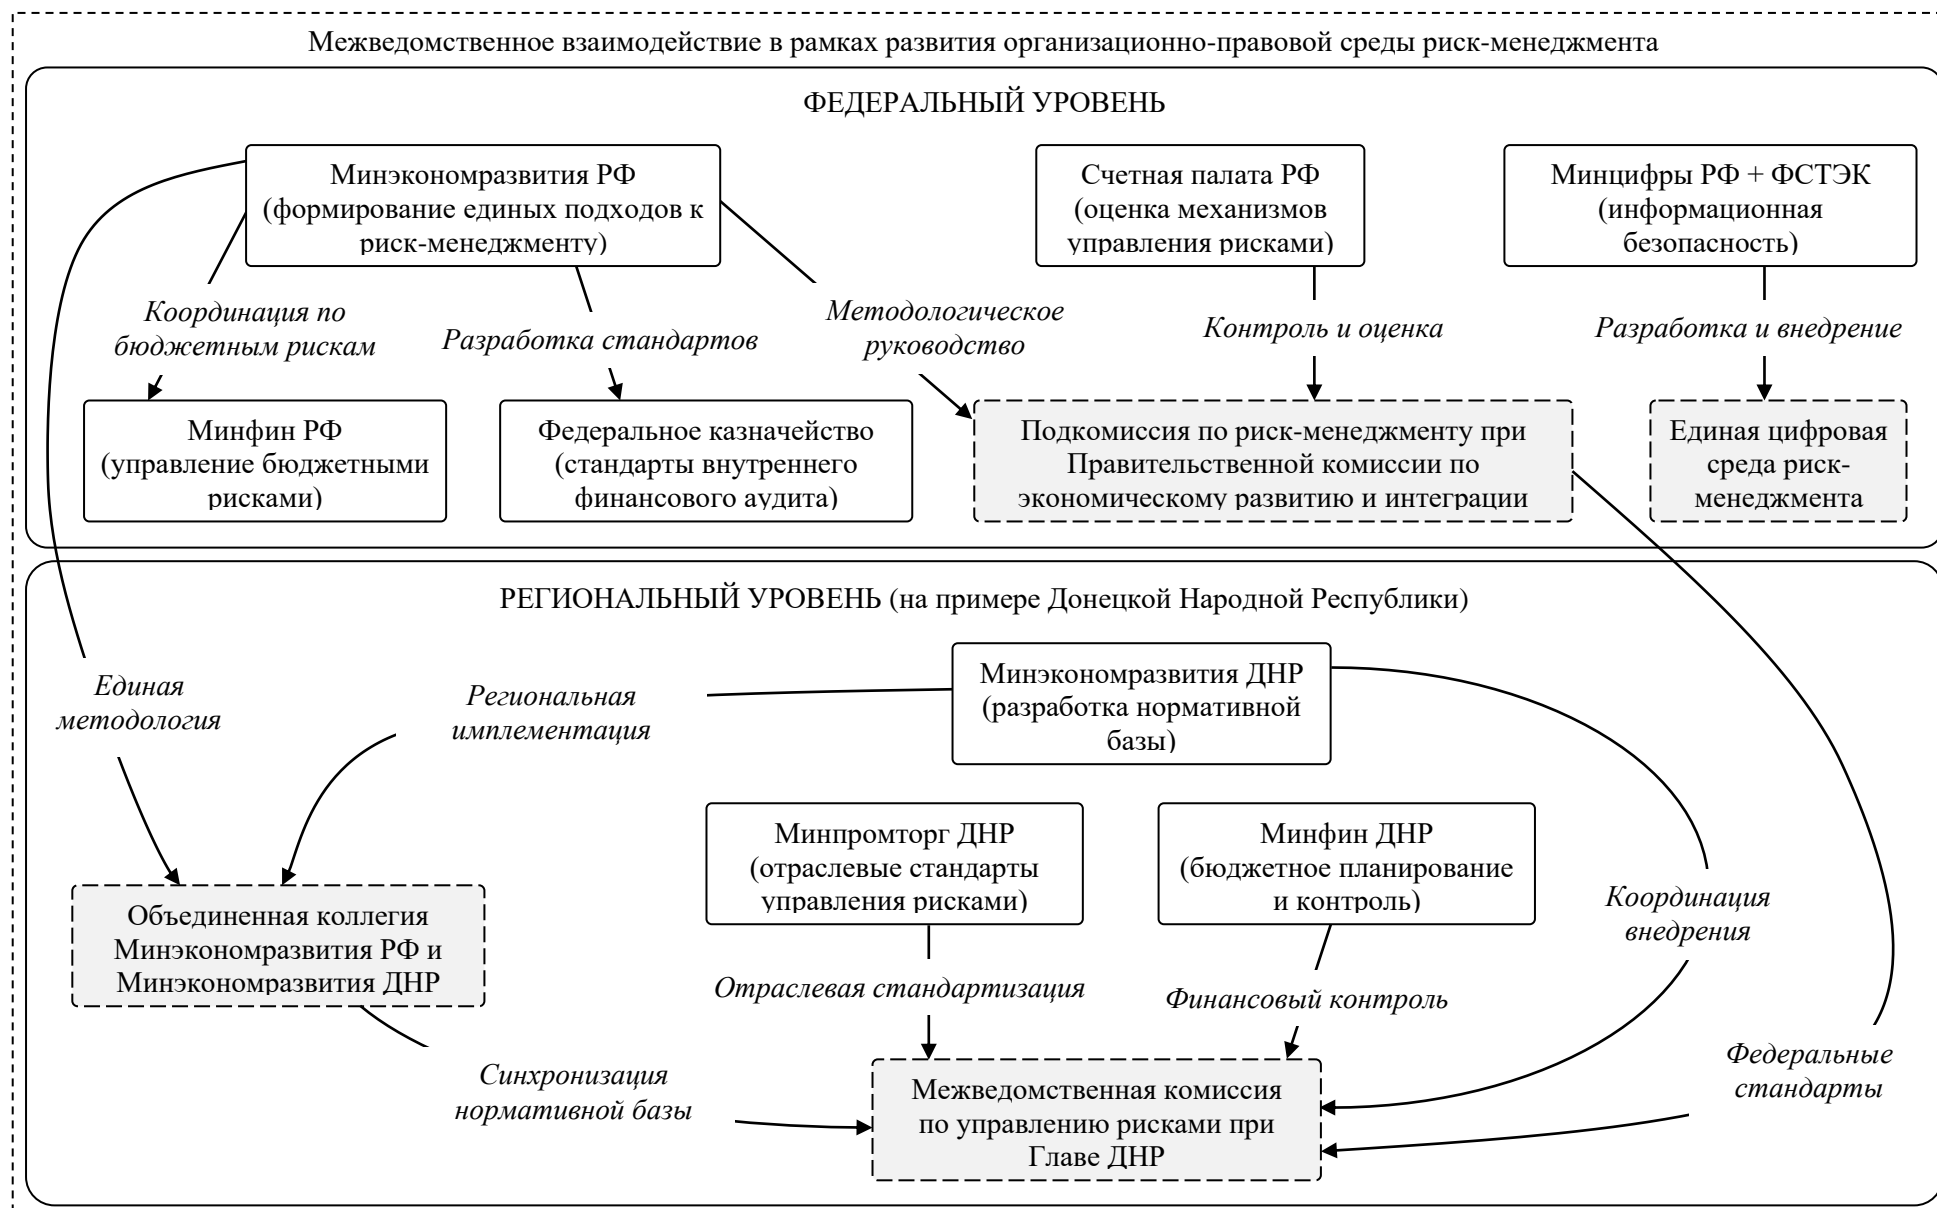 Межведомственное взаимодействие в рамках развития организационно-правовой среды риск-менеджмента
ФЕДЕРАЛЬНЫЙ УРОВЕНЬ
Минэкономразвития РФ
(формирование единых подходов к
риск-менеджменту)
Счетная палата РФ
(оценка механизмов
управления рисками)
Минцифры РФ + ФСТЭК
(информационная
безопасность)
Координация по
бюджетным рискам
Разработка стандартов
Методологическое
руководство
Контроль и оценка
Разработка и внедрение
Минфин РФ
(управление бюджетными
рисками)
Федеральное казначейство
(стандарты внутреннего
финансового аудита)
Подкомиссия по риск-менеджменту при
Правительственной комиссии по
экономическому развитию и интеграции
Единая цифровая
среда риск-
менеджмента
РЕГИОНАЛЬНЫЙ УРОВЕНЬ (на примере Донецкой Народной Республики)
Единая
методология
Региональная
имплементация
Минэкономразвития ДНР
(разработка нормативной
базы)
Минпромторг ДНР
(отраслевые стандарты
управления рисками)
Минфин ДНР
(бюджетное планирование
и контроль)
Координация
внедрения
Объединенная коллегия
Минэкономразвития РФ и
Минэкономразвития ДНР
Отраслевая стандартизация
Финансовый контроль
Синхронизация
нормативной базы
Межведомственная комиссия
по управлению рисками при
Главе ДНР
Федеральные
стандарты